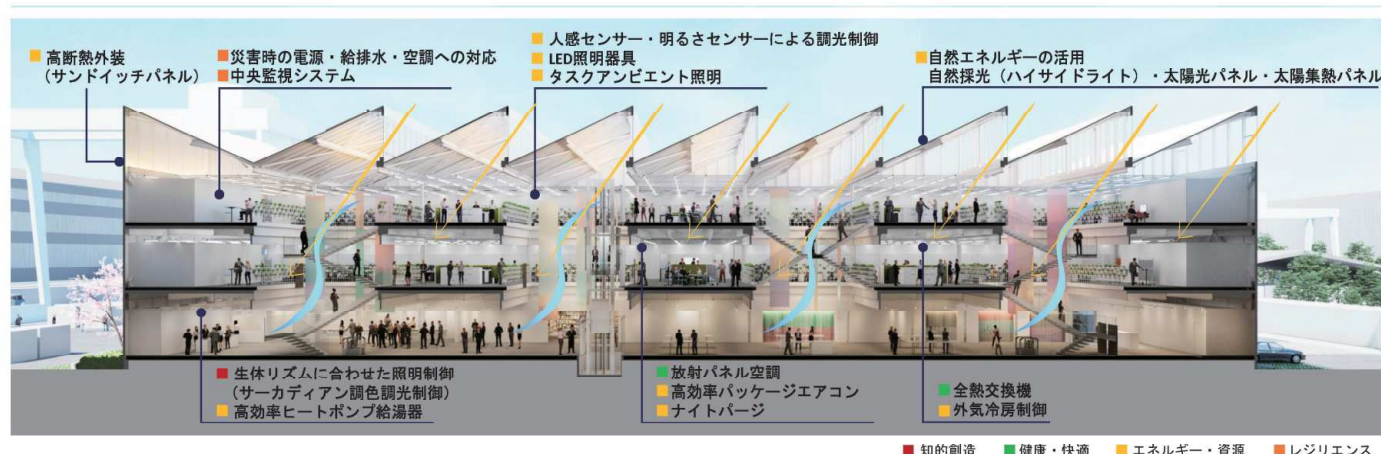 ■ 高断熱外装
(サンドイッチパネル)
■ 災害時の電源・給排水・空調への対応
■ 中央監視システム
■ 人感センサー・明るさセンサーによる調光制御
■ LED照明器具
■ タスクアンビエント照明
■ 自然エネルギーの活用
自然採光(ハイサイドライト)・太陽光パネル・太陽集熱パネル
■ 生体リズムに合わせた照明制御
(サーカディアン調色調光制御)
■ 高効率ヒートポンプ給湯器
■ 放射パネル空調
■ 高効率パッケージエアコン
■ ナイトパージ
■ 全熱交換機
■ 外気冷房制御
■ 知的創造 ■ 健康・快適 ■ エネルギー・資源 ■ レジリエンス